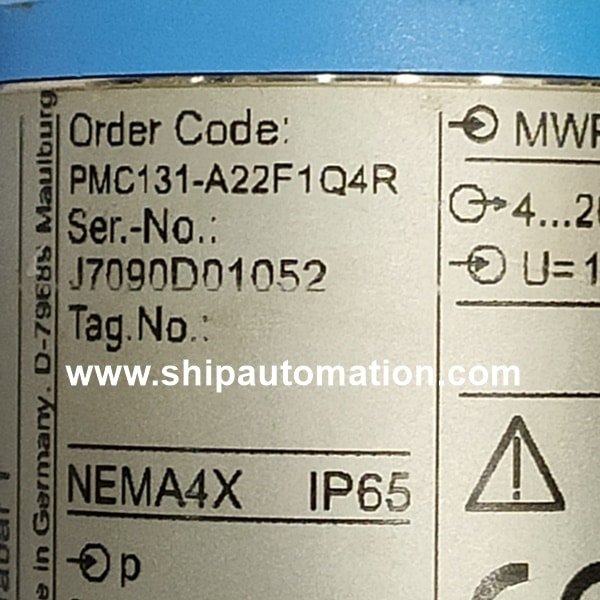 Order Code:
PMC131-A22F1Q4R
Ser.-No.:
J7090D01052
Tag.No.:
www.shipautomation.com
NEMA4X IP65
p
MWP
4...20
U= 1
in Germany, D-79689 Maulburg